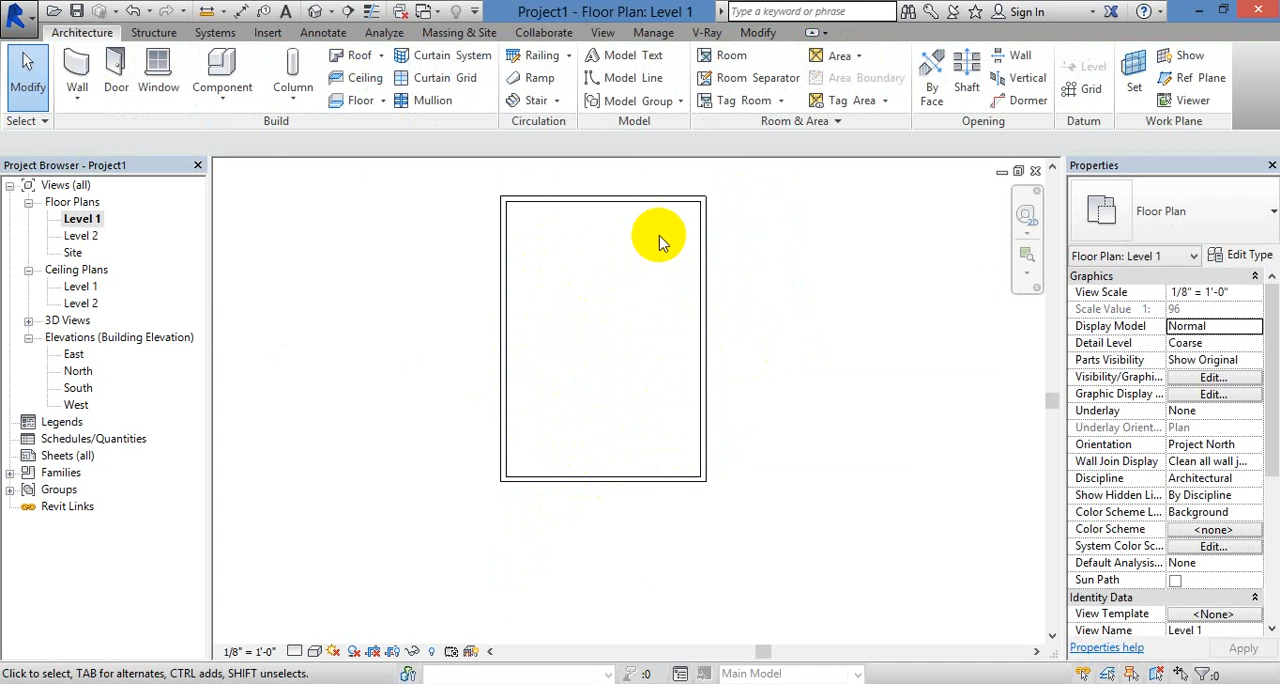 Project1 - Floor Plan: Level 1
Type a keyword or phrase
Sign In
Architecture Structure Systems Insert Annotate Analyze Massing & Site Collaborate View Manage V-Ray Modify
Modify Wall Door Window Component Column Roof Curtain System Railing Model Text Room Area By Face Shaft Wall Level Set Show
Ceiling Curtain Grid Ramp Model Line Room Separator Area Boundary Vertical Grid Ref Plane
Floor Mullion Stair Model Group Tag Room Tag Area Dormer Viewer
Select Build Circulation Model Room & Area Opening Datum Work Plane
Project Browser - Project1
Views (all)
Floor Plans
Level 1
Level 2
Site
Ceiling Plans
Level 1
Level 2
3D Views
Elevations (Building Elevation)
East
North
South
West
Legends
Schedules/Quantities
Sheets (all)
Families
Groups
Revit Links
2D
Properties
Floor Plan
Floor Plan: Level 1 Edit Type
Graphics
View Scale 1/8" = 1'-0"
Scale Value 1: 96
Display Model Normal
Detail Level Coarse
Parts Visibility Show Original
Visibility/Graphi... Edit...
Graphic Display ... Edit...
Underlay None
Underlay Orient... Plan
Orientation Project North
Wall Join Display Clean all wall j...
Discipline Architectural
Show Hidden Li... By Discipline
Color Scheme L... Background
Color Scheme <none>
System Color Sc... Edit...
Default Analysis... None
Sun Path
Identity Data
View Template <None>
View Name Level 1
Properties help Apply
1/8" = 1'-0"
Click to select, TAB for alternates, CTRL adds, SHIFT unselects. :0 Main Model :0